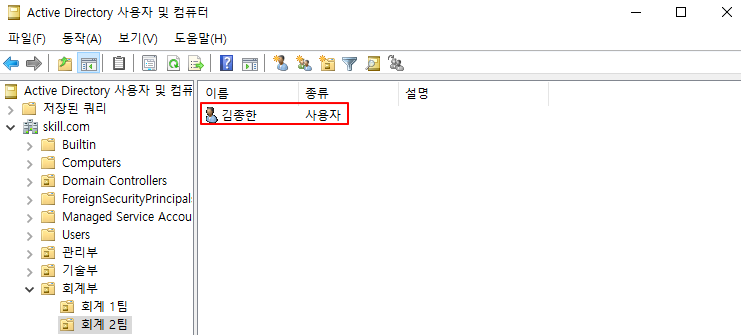 Active Directory 사용자 및 컴퓨터
파일(F) 동작(A) 보기(V) 도움말(H)
Active Directory 사용자 및 컴퓨
저장된 쿼리
skill.com
Builtin
Computers
Domain Controllers
ForeignSecurityPrincipals
Managed Service Accou
Users
관리부
기술부
회계부
회계 1팀
회계 2팀
이름 종류 설명
김종한 사용자